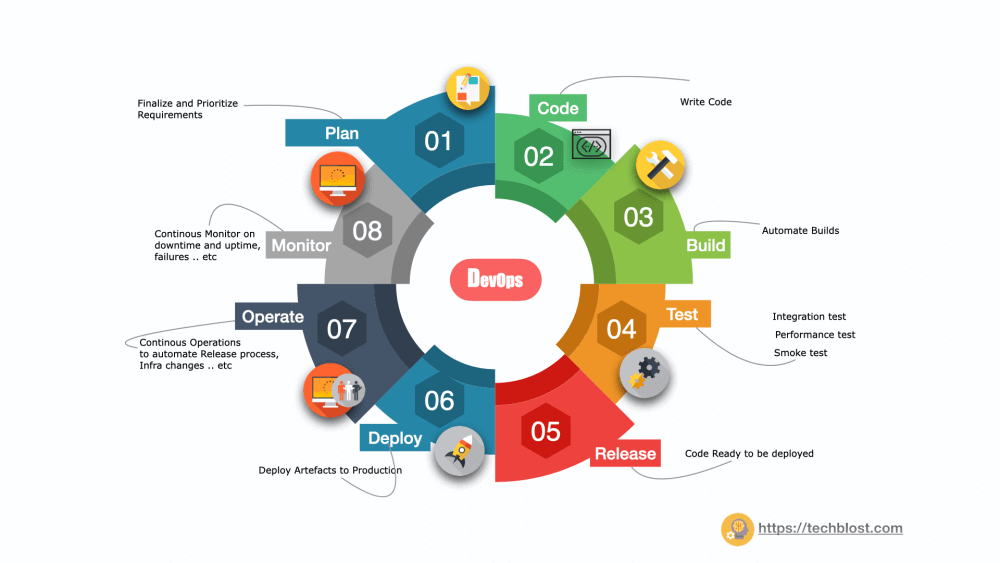 Finalize and Prioritize
Requirements
Plan
01
Code
02
Write Code
03
Build
Automate Builds
Test
04
Integration test
Performance test
Smoke test
05
Release
Code Ready to be deployed
06
Deploy
Deploy Artefacts to Production
Operate
07
Continous Operations
to automate Release process,
Infra changes .. etc
08
Monitor
Continous Monitor on
downtime and uptime,
failures .. etc
DevOps
https://techblost.com